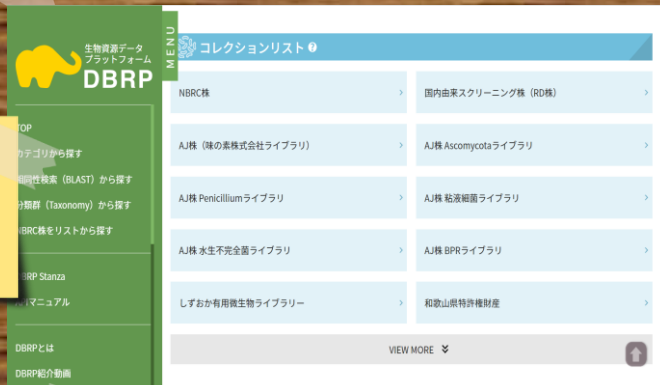 生物資源データ
プラットフォーム
DBRP
MENU
TOP
カテゴリから探す
(BLAST) から探す
分類群（Taxonomy）から探す
NBRC株をリストから探す
DBRP Stanza
マニュアル
DBRPとは
DBRP紹介動画
コレクションリスト ?
NBRC株
国内由来スクリーニング株（RD株）
AJ株（味の素株式会社ライブラリ）
AJ株 Ascomycotaライブラリ
AJ株 Penicilliumライブラリ
AJ株 粘液細菌ライブラリ
AJ株 水生不完全菌ライブラリ
AJ株 BPRライブラリ
しずおか有用微生物ライブラリー
和歌山県特許権財産
VIEW MORE